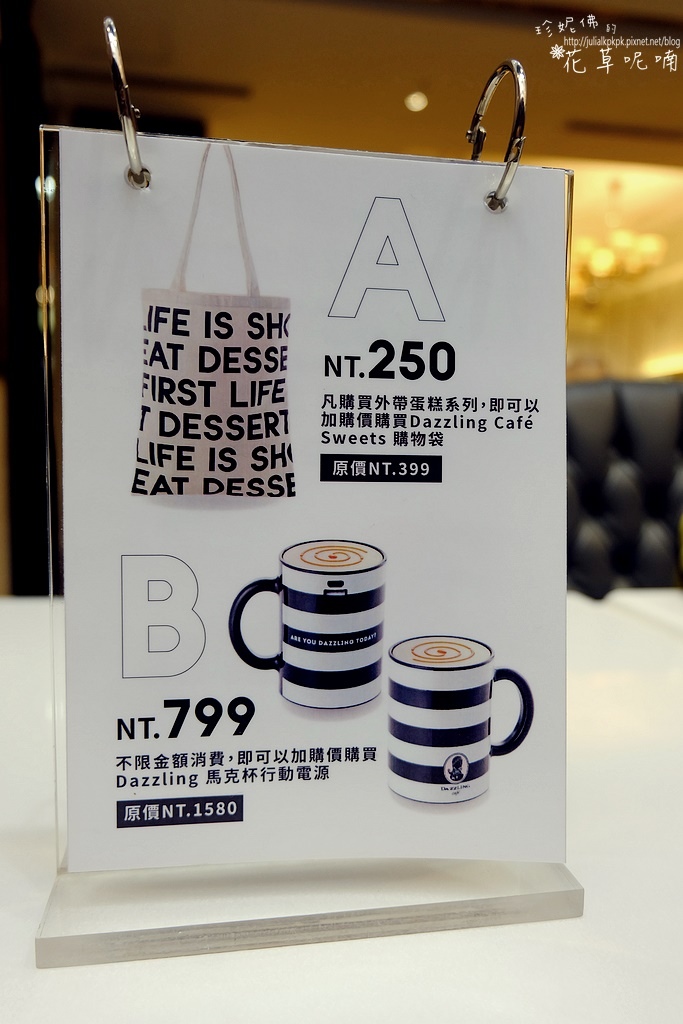 珍妮佛的
http://julialkpkpk.pixnet.net/blog
花草呢喃
A
LIFE IS SHO
EAT DESSE
FIRST LIFE
T DESSERT
LIFE IS SHO
EAT DESSE
NT.250
凡購買外帶蛋糕系列,即可以
加購價購買Dazzling Café
Sweets 購物袋
原價NT.399
B
ARE YOU DAZZLING TODAY?
DAZZLING
café
NT.799
不限金額消費,即可以加購價購買
Dazzling 馬克杯行動電源
原價NT.1580